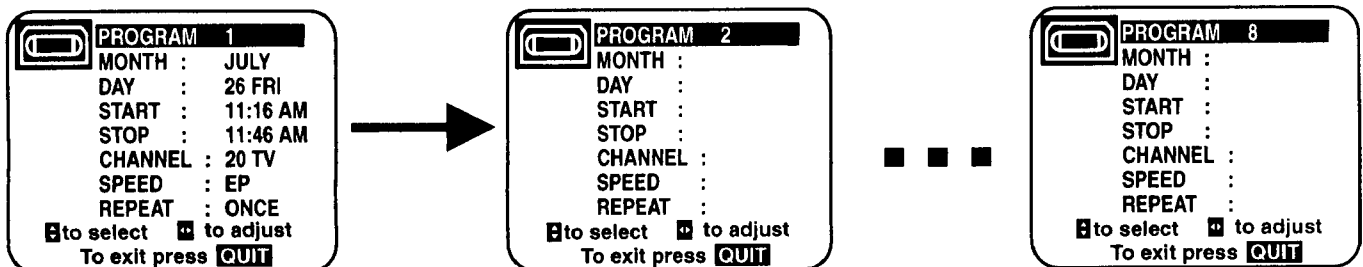 PROGRAM 1
MONTH : JULY
DAY : 26 FRI
START : 11:16 AM
STOP : 11:46 AM
CHANNEL : 20 TV
SPEED : EP
REPEAT : ONCE
to select to adjust
To exit press QUIT
PROGRAM 2
MONTH :
DAY :
START :
STOP :
CHANNEL :
SPEED :
REPEAT :
to select to adjust
To exit press QUIT
PROGRAM 8
MONTH :
DAY :
START :
STOP :
CHANNEL :
SPEED :
REPEAT :
to select to adjust
To exit press QUIT